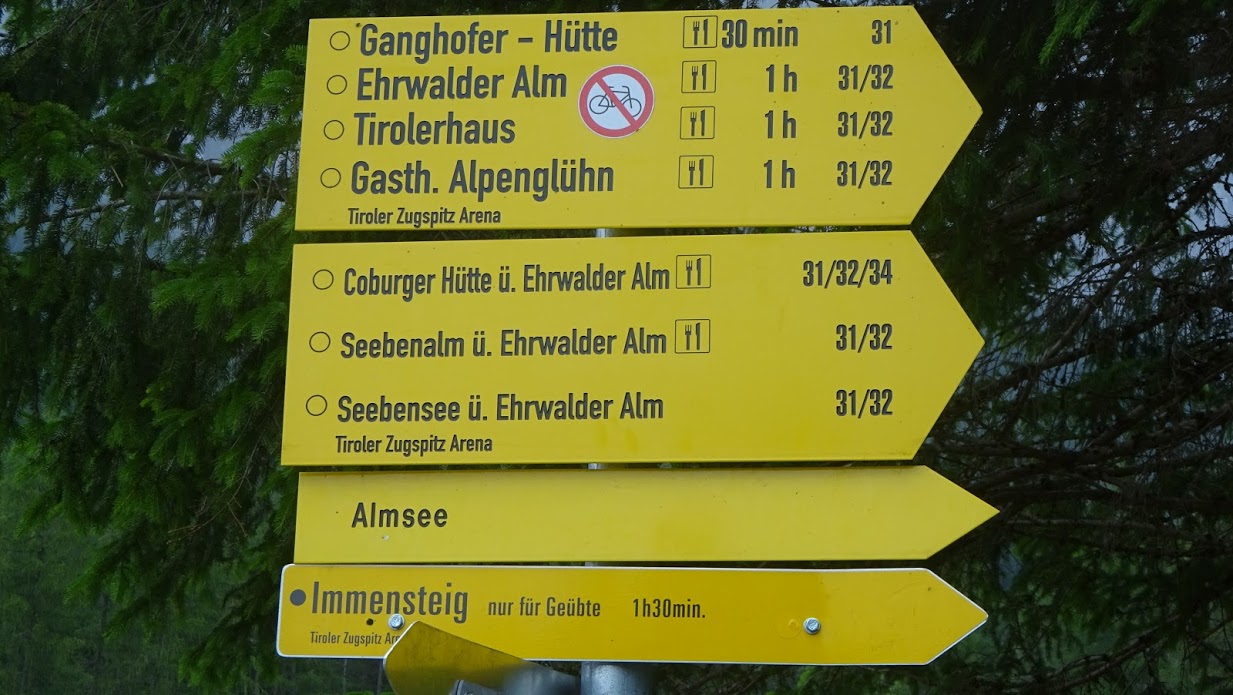 Ganghofer – Hütte 30 min 31
Ehrwalder Alm 1 h 31/32
Tirolerhaus 1 h 31/32
Gasth. Alpenglühn 1 h 31/32
Tiroler Zugspitz Arena
Coburger Hütte ü. Ehrwalder Alm 31/32/34
Seebenalm ü. Ehrwalder Alm 31/32
Seebensee ü. Ehrwalder Alm 31/32
Tiroler Zugspitz Arena
Almsee
Immensteig nur für Geübte 1h30min.
Tiroler Zugspitz